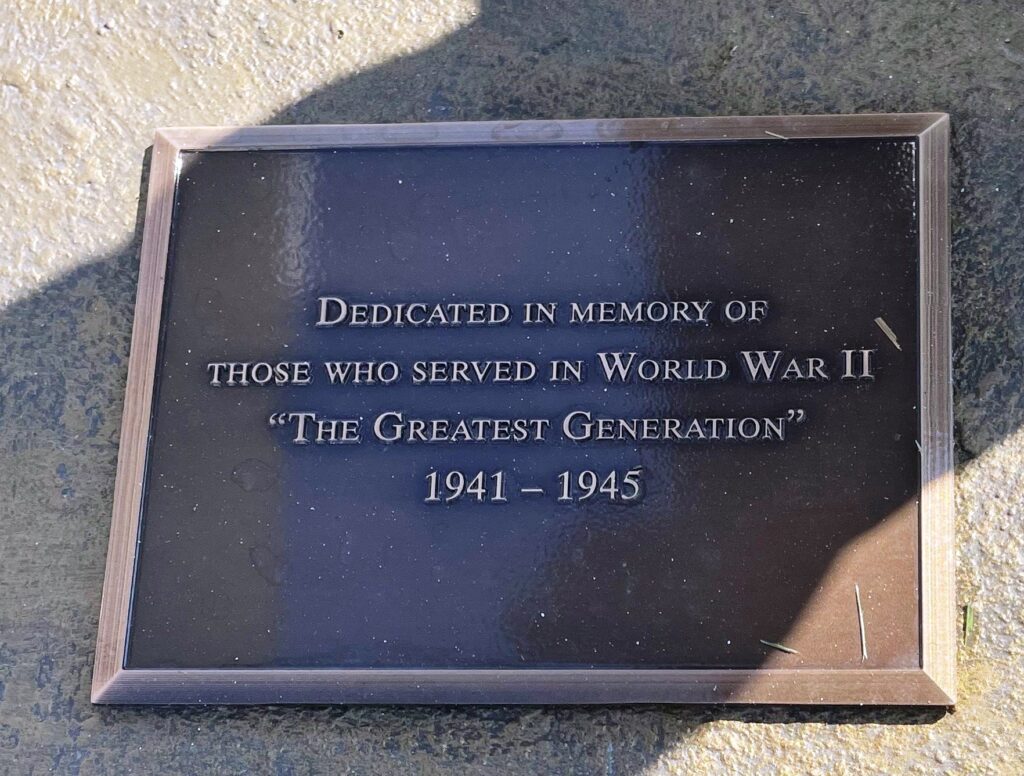 Dedicated in memory of
those who served in World War II
“The Greatest Generation”
1941 – 1945